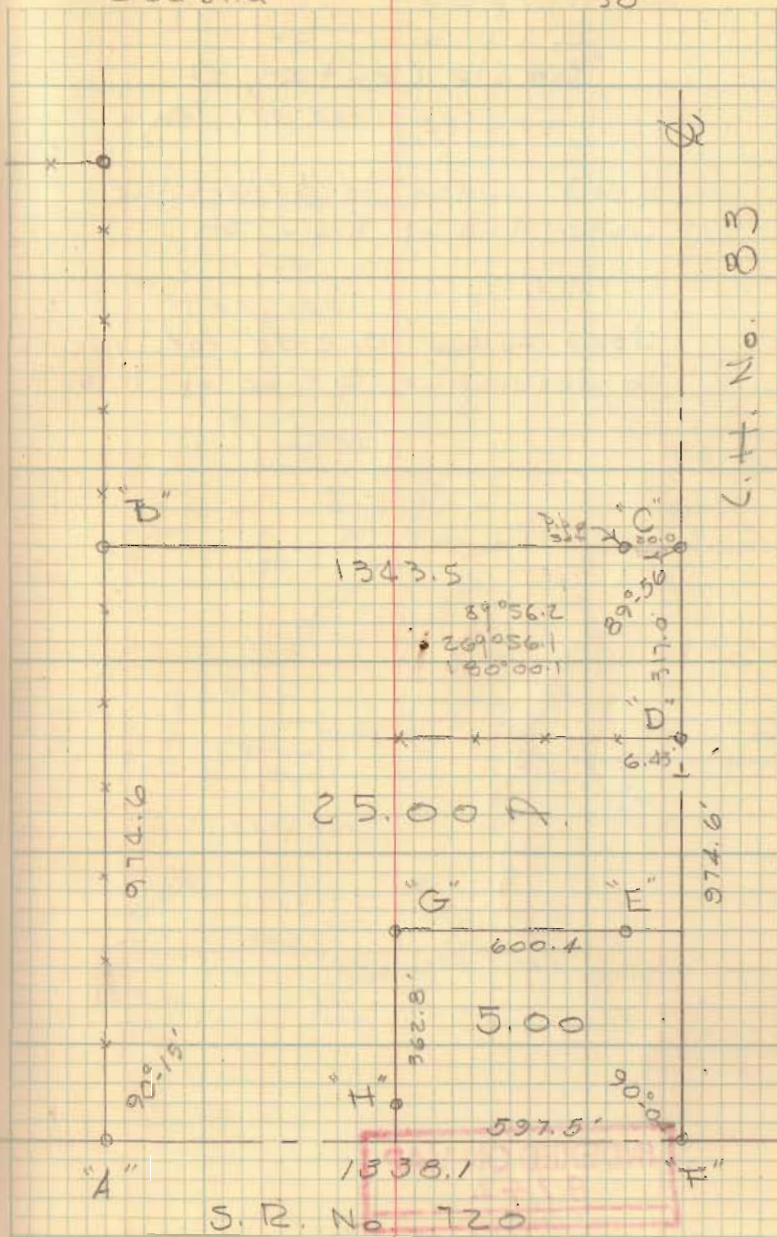 30
C.H. No. 83
"B"
"C"
1343.5
89°-56'
89°56.2
269°56.1
180°00.1
317.0'
"D"
6.45'
25.00 A.
974.6
974.6'
"G"
"E"
600.4
362.8'
5.00
90°-15'
597.5'
"A"
1338.1
S.R. No. 720